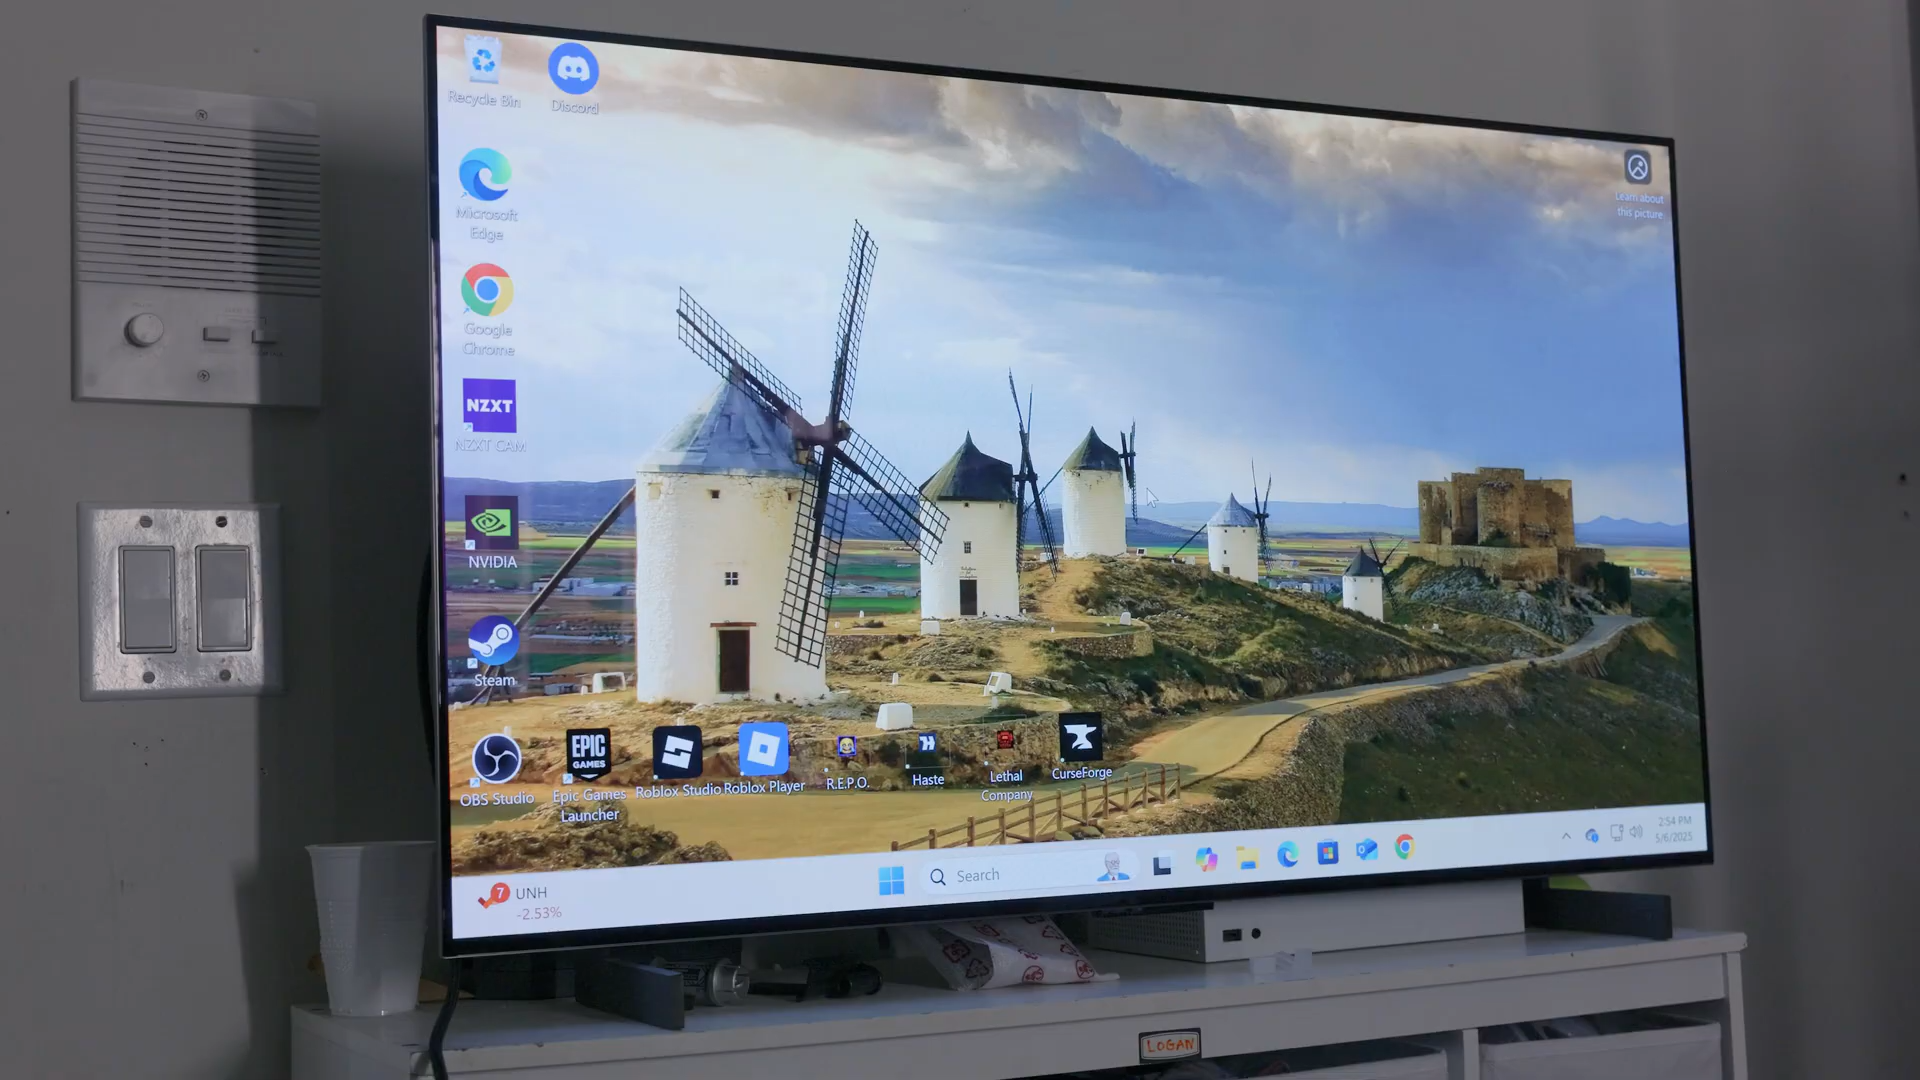 Recycle Bin
Discord
Learn about
this picture
Microsoft
Edge
Google
Chrome
NZXT
NZXT CAM
NVIDIA
Steam
OBS Studio
EPIC
GAMES
Epic Games
Launcher
Roblox Studio
Roblox Player
R.E.P.O.
Haste
Lethal
Company
CurseForge
7
UNH
-2.53%
Search
2:54 PM
5/6/2025
LOGAN